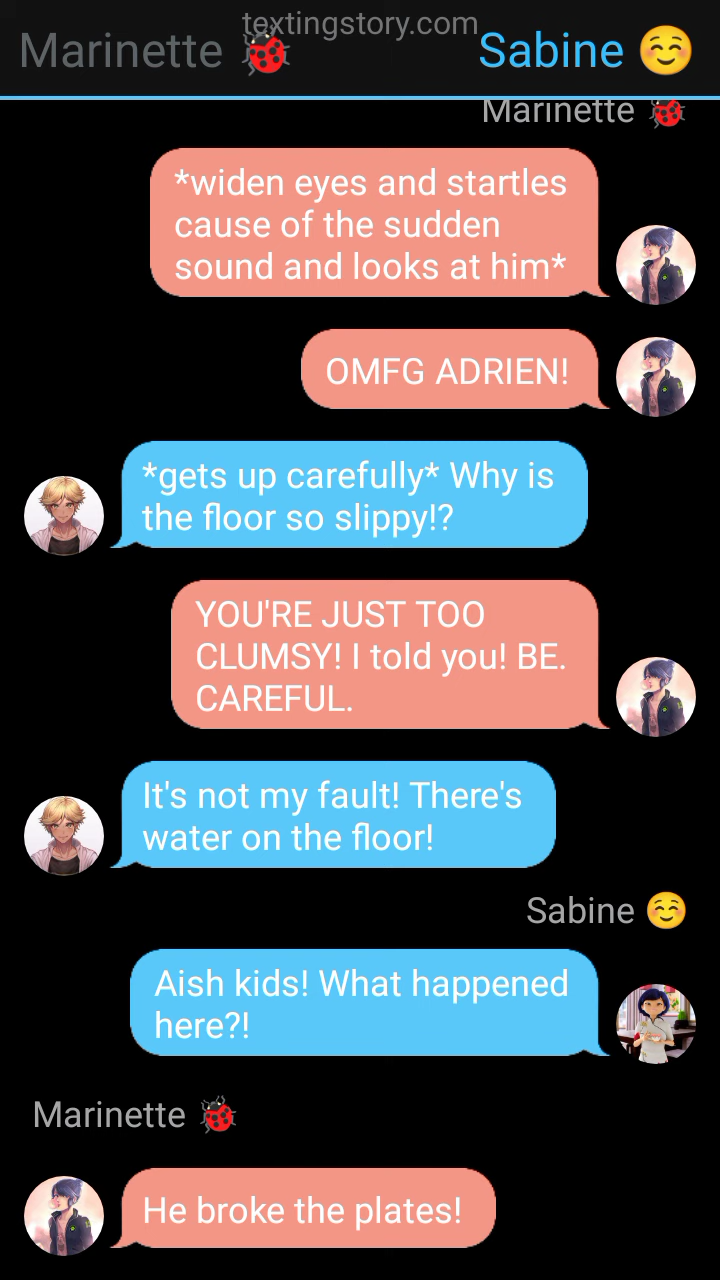 textingstory.com
Marinette 🐞 Sabine ☺️
Marinette 🐞
*widen eyes and startles
cause of the sudden
sound and looks at him*
OMFG ADRIEN!
*gets up carefully* Why is
the floor so slippy!?
YOU'RE JUST TOO
CLUMSY! I told you! BE.
CAREFUL.
It's not my fault! There's
water on the floor!
Sabine ☺️
Aish kids! What happened
here?!
Marinette 🐞
He broke the plates!